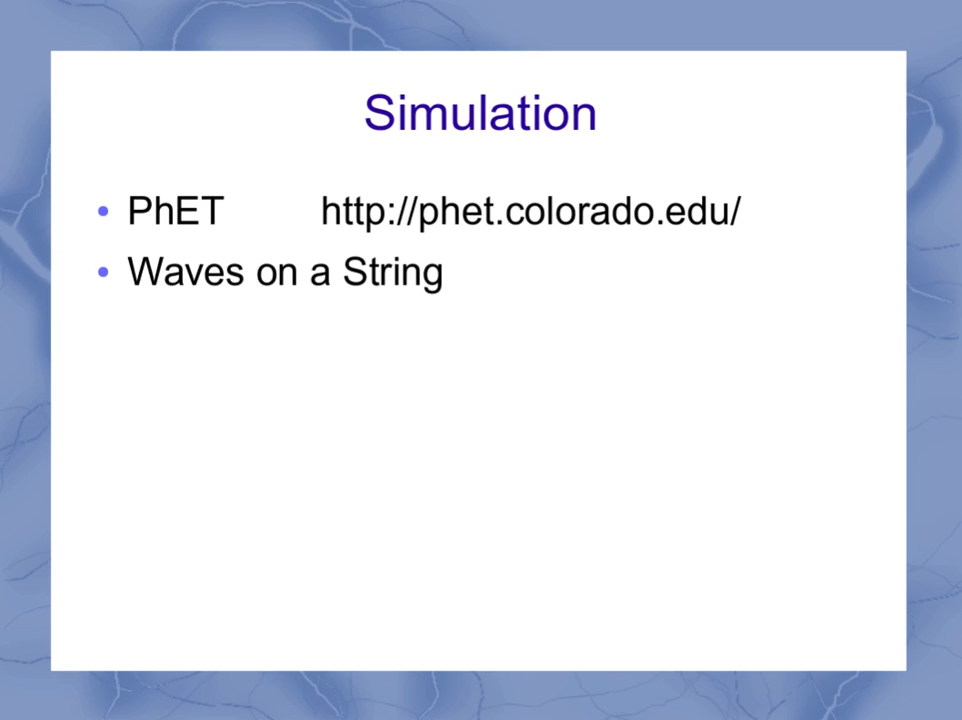 Simulation
• PhET http://phet.colorado.edu/
• Waves on a String